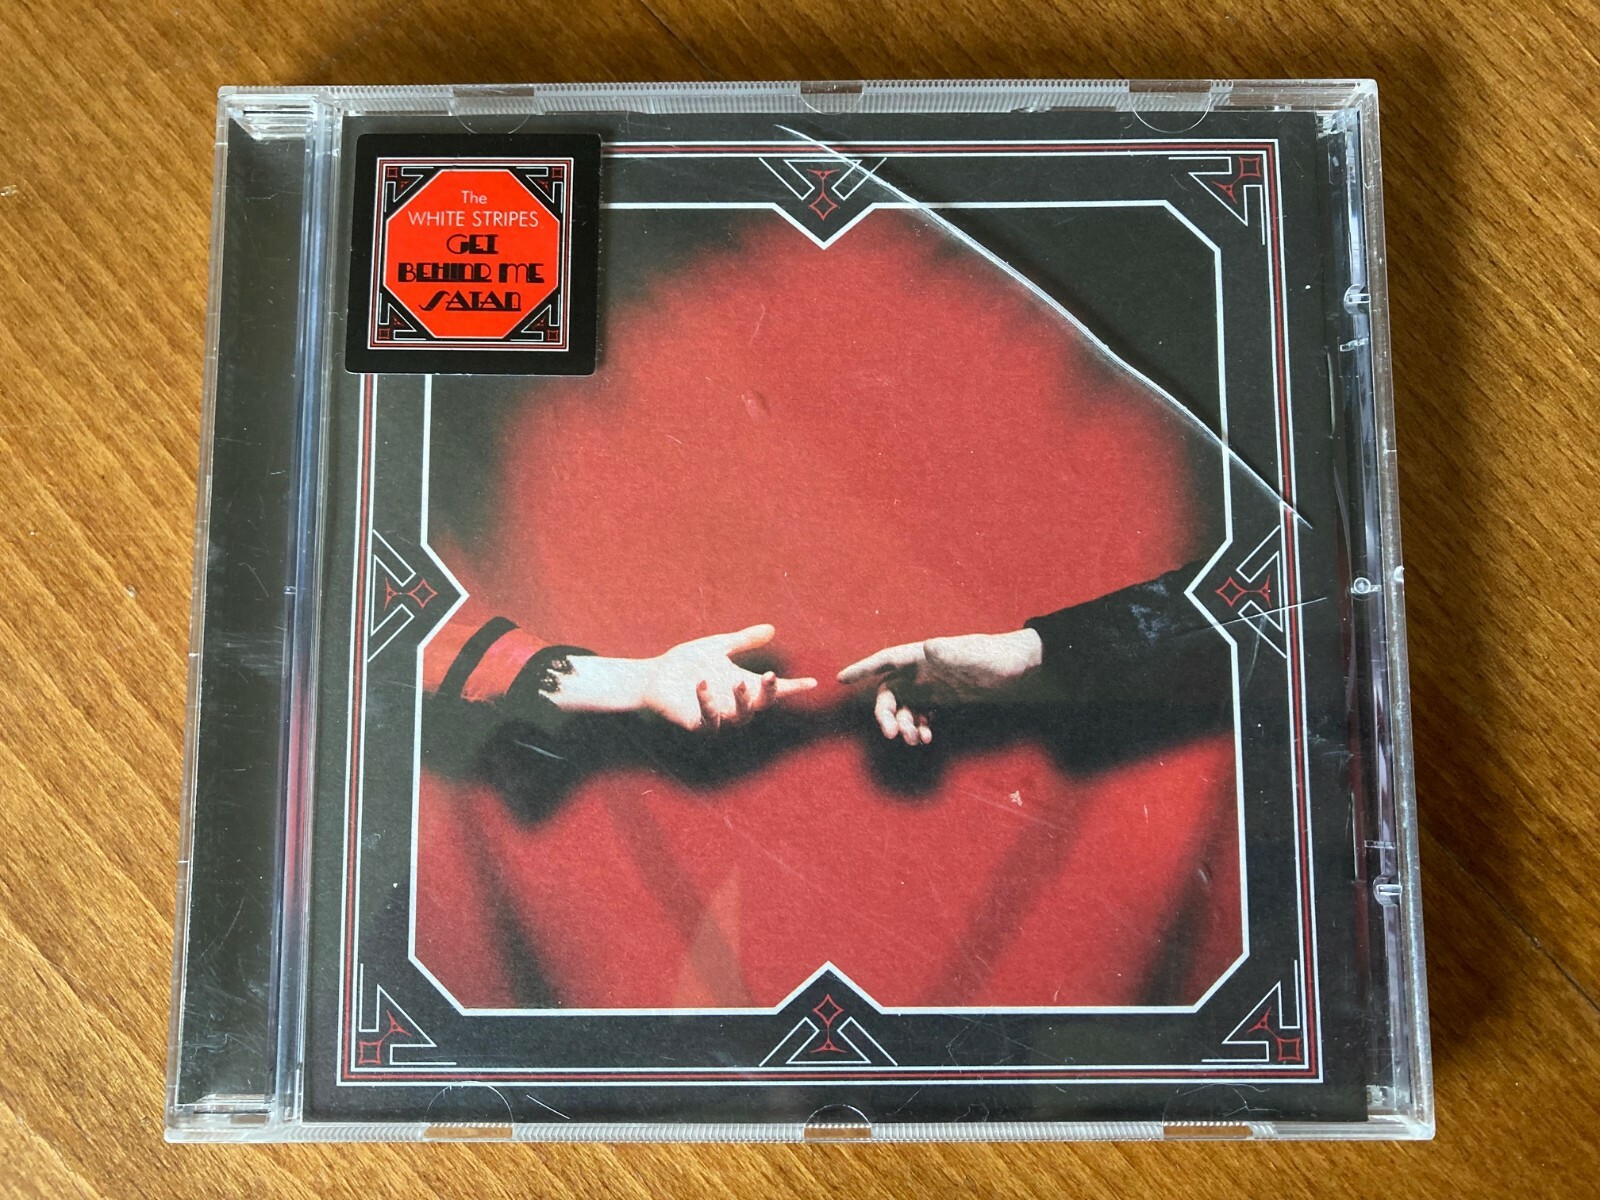 The
WHITE STRIPES
GET
BEHIND ME
SATAN